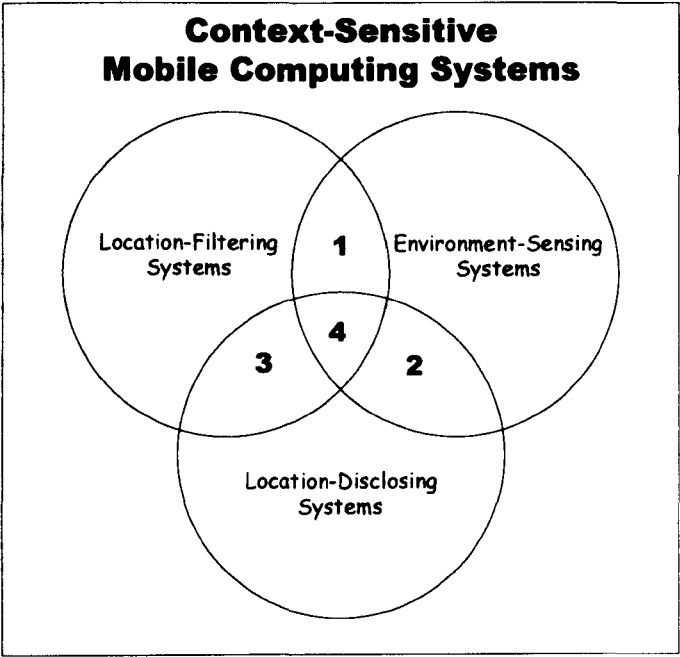 Context-Sensitive
Mobile Computing Systems
Location-Filtering
Systems
1
Environment-Sensing
Systems
4
3
2
Location-Disclosing
Systems